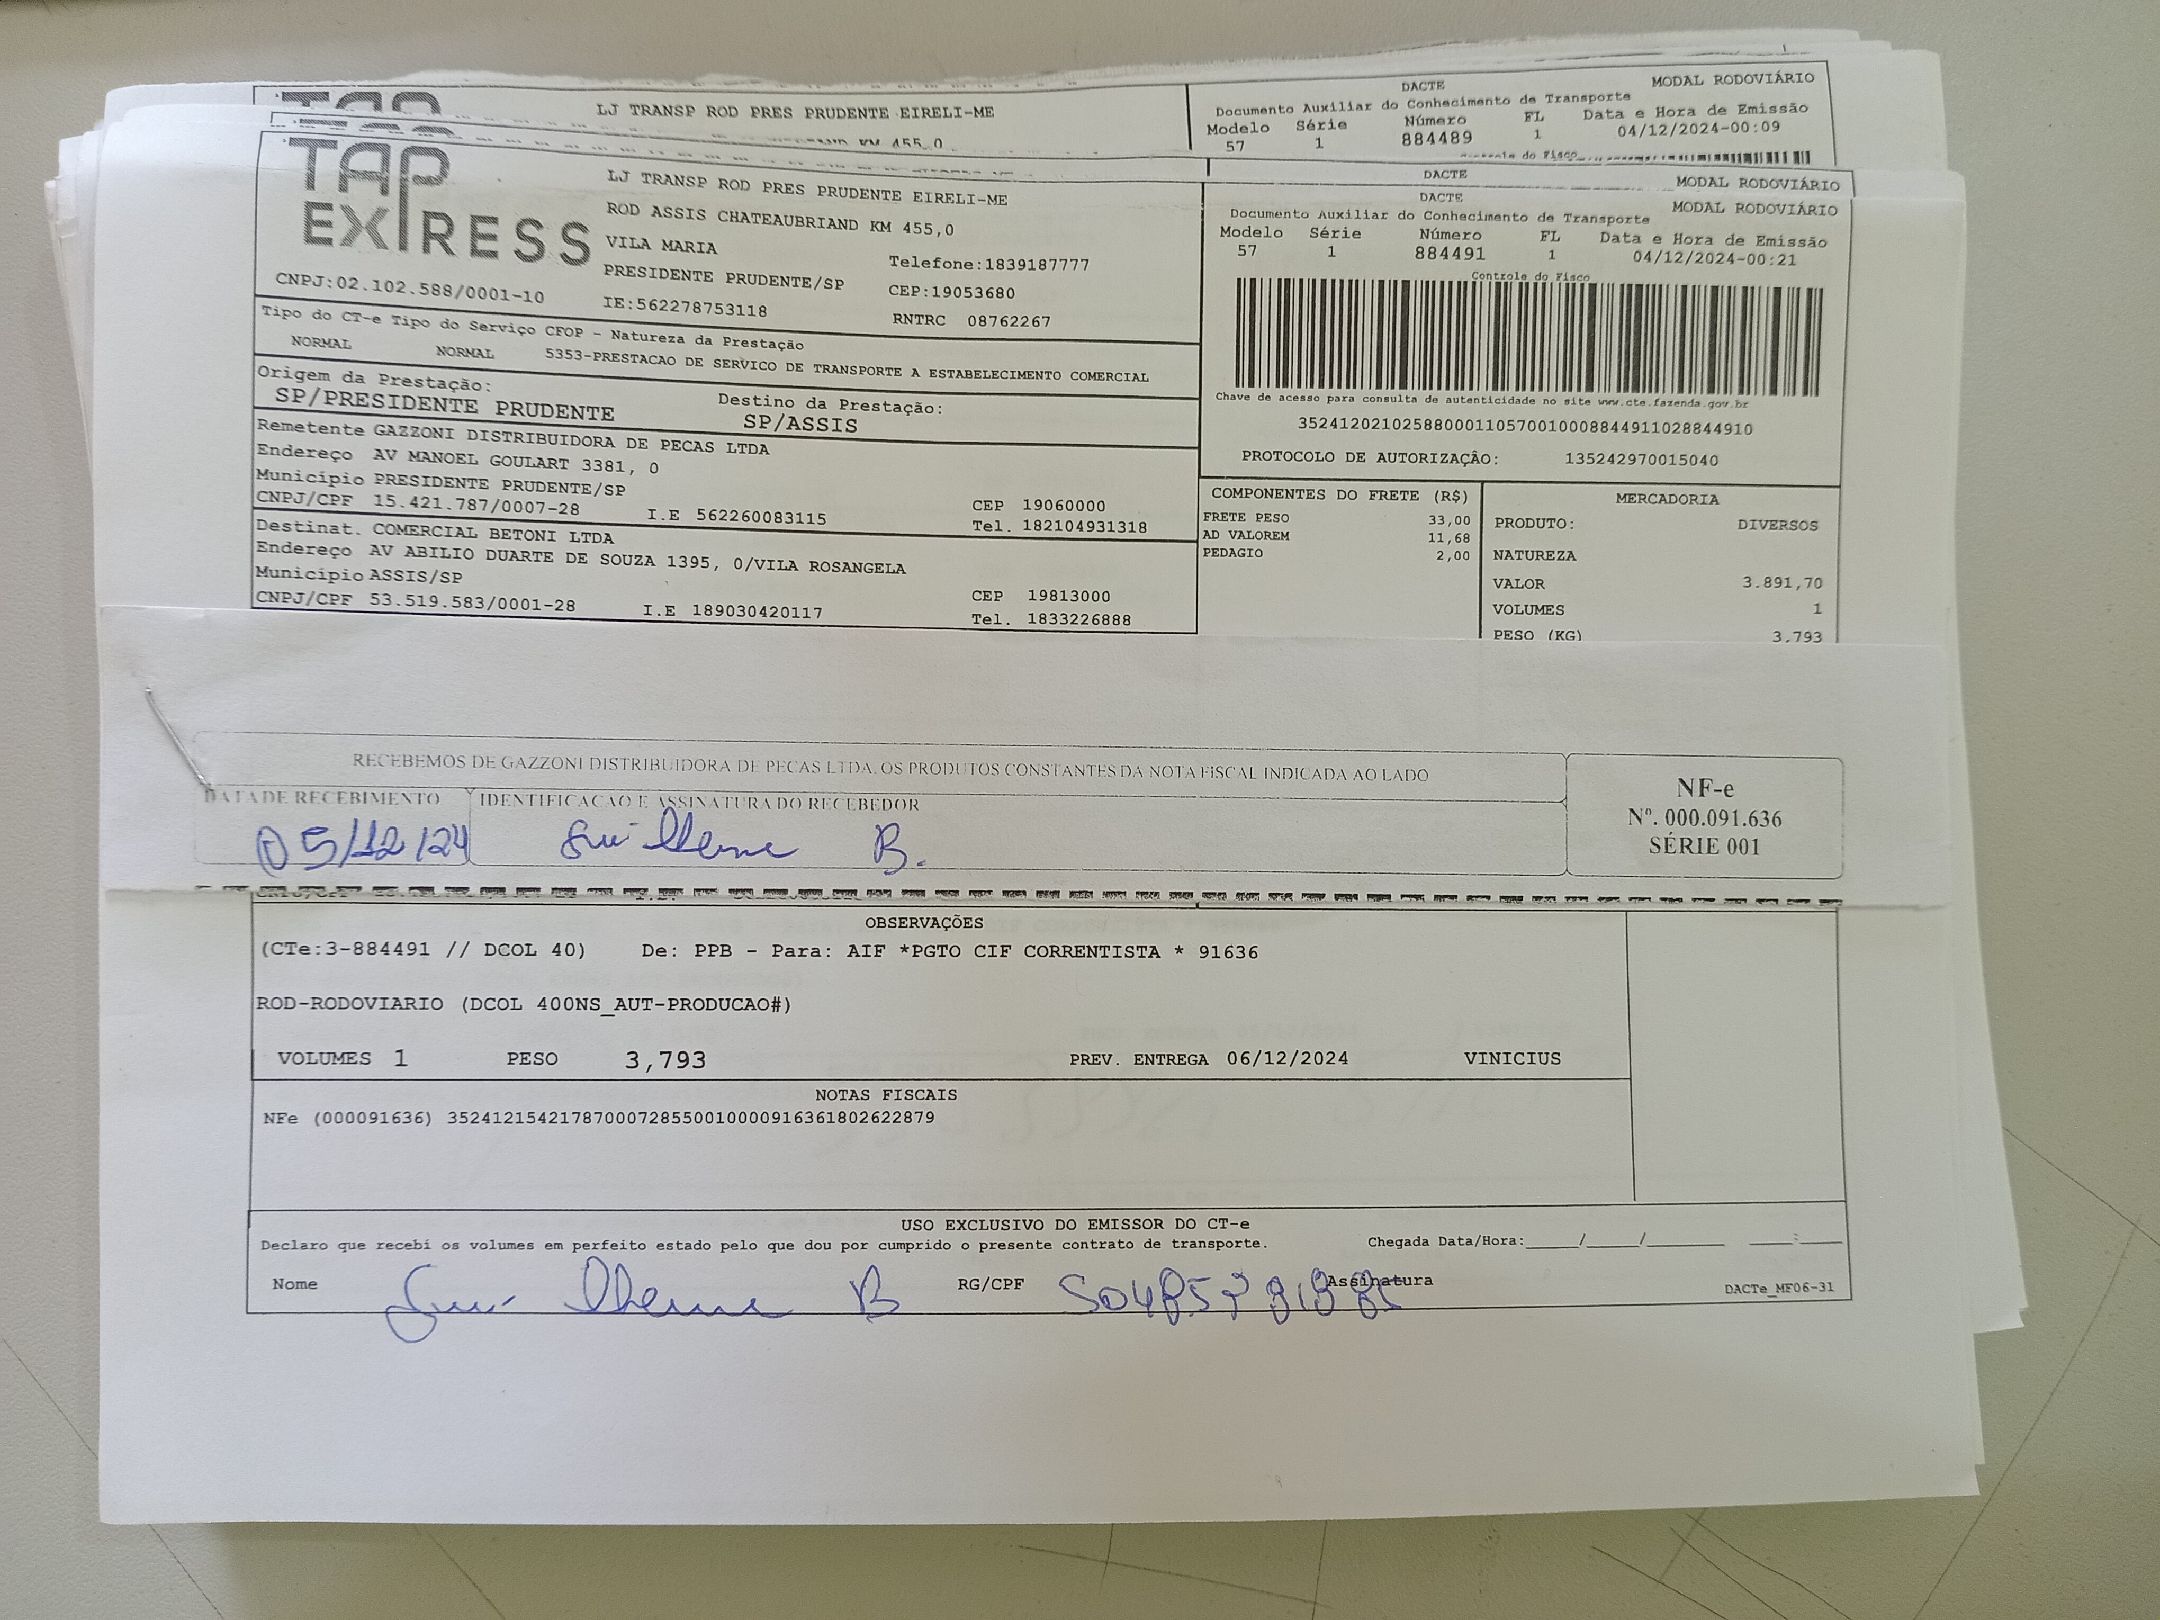 LJ TRANSP ROD PRES PRUDENTE EIRELI-ME
DACTE
MODAL RODOVIÁRIO
Documento Auxiliar do Conhecimento de Transporte
Modelo Série Número FL Data e Hora de Emissão
57 1 884489 1 04/12/2024-00:09
DACTE
MODAL RODOVIÁRIO
TAP EXPRESS
CNPJ:02.102.588/0001-10
LJ TRANSP ROD PRES PRUDENTE EIRELI-ME
ROD ASSIS CHATEAUBRIAND KM 455,0
VILA MARIA
Telefone:1839187777
PRESIDENTE PRUDENTE/SP
CEP:19053680
IE:562278753118
RNTRC 08762267
DACTE
MODAL RODOVIÁRIO
Documento Auxiliar do Conhecimento de Transporte
Modelo Série Número FL Data e Hora de Emissão
57 1 884491 1 04/12/2024-00:21
Controle do Fisco
Chave de acesso para consulta de autenticidade no site www.cte.fazenda.gov.br
35241202102588000110570010008844911028844910
PROTOCOLO DE AUTORIZAÇÃO: 135242970015040
Tipo do CT-e Tipo do Serviço CFOP - Natureza da Prestação
NORMAL NORMAL 5353-PRESTACAO DE SERVICO DE TRANSPORTE A ESTABELECIMENTO COMERCIAL
Origem da Prestação: Destino da Prestação:
SP/PRESIDENTE PRUDENTE SP/ASSIS
Remetente GAZZONI DISTRIBUIDORA DE PECAS LTDA
Endereço AV MANOEL GOULART 3381, 0
Município PRESIDENTE PRUDENTE/SP CEP 19060000
CNPJ/CPF 15.421.787/0007-28 I.E 562260083115 Tel. 182104931318
Destinat. COMERCIAL BETONI LTDA
Endereço AV ABILIO DUARTE DE SOUZA 1395, 0/VILA ROSANGELA
Município ASSIS/SP CEP 19813000
CNPJ/CPF 53.519.583/0001-28 I.E 189030420117 Tel. 1833226888
COMPONENTES DO FRETE (R$)
FRETE PESO 33,00
AD VALOREM 11,68
PEDAGIO 2,00
MERCADORIA
PRODUTO: DIVERSOS
NATUREZA
VALOR 3.891,70
VOLUMES 1
PESO (KG) 3,793
RECEBEMOS DE GAZZONI DISTRIBUIDORA DE PECAS LTDA. OS PRODUTOS CONSTANTES DA NOTA FISCAL INDICADA AO LADO
DATA DE RECEBIMENTO IDENTIFICACAO E ASSINATURA DO RECEBEDOR
05/12/24 Guilherme B.
NF-e
Nº. 000.091.636
SÉRIE 001
OBSERVAÇÕES
(CTe:3-884491 // DCOL 40) De: PPB - Para: AIF *PGTO CIF CORRENTISTA * 91636
ROD-RODOVIARIO (DCOL 400NS_AUT-PRODUCAO#)
VOLUMES 1 PESO 3,793 PREV. ENTREGA 06/12/2024 VINICIUS
NOTAS FISCAIS
NFe (000091636) 35241215421787000728550010000916361802622879
USO EXCLUSIVO DO EMISSOR DO CT-e
Declaro que recebi os volumes em perfeito estado pelo que dou por cumprido o presente contrato de transporte. Chegada Data/Hora:____/____/______ ____:____
Nome Guilherme B RG/CPF Assinatura
DACTe_MF06-31